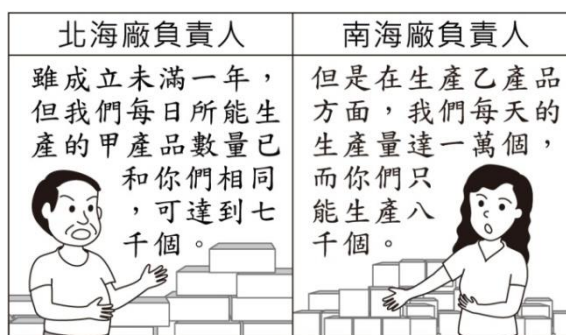 北海廠負責人
雖成立未滿一年，
但我們每日所能生
產的甲產品數量已
和你們相同
，可達到七
千個。
南海廠負責人
但是在生產乙產品
方面，我們每天的
生產量達一萬個，
而你們只
能生產八
千個。